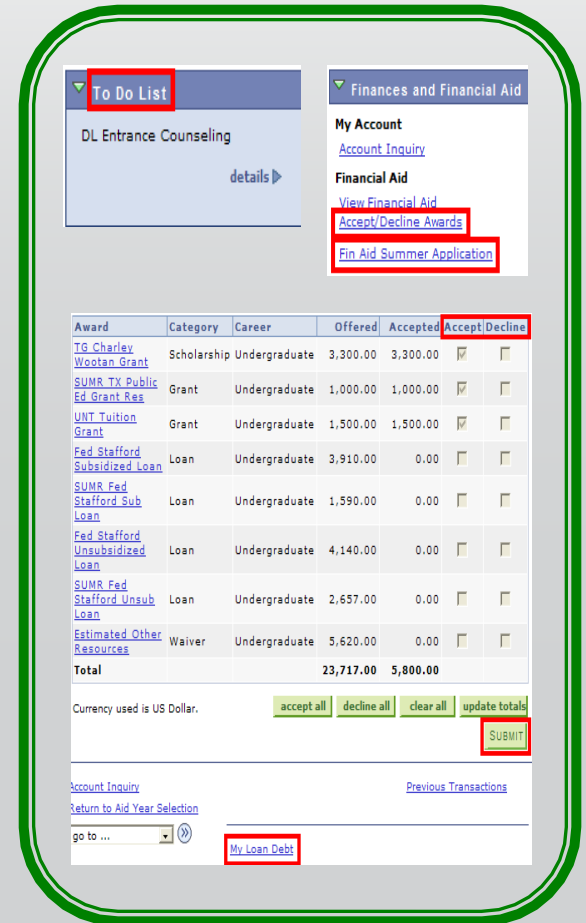 To Do List
DL Entrance Counseling
details
Finances and Financial Aid
My Account
Account Inquiry
Financial Aid
View Financial Aid
Accept/Decline Awards
Fin Aid Summer Application
Award Category Career Offered Accepted Accept Decline
TG Charley
Wootan Grant Scholarship Undergraduate 3,300.00 3,300.00
SUMR TX Public
Ed Grant Res Grant Undergraduate 1,000.00 1,000.00
UNT Tuition
Grant Grant Undergraduate 1,500.00 1,500.00
Fed Stafford
Subsidized Loan Loan Undergraduate 3,910.00 0.00
SUMR Fed
Stafford Sub Loan Undergraduate 1,590.00 0.00
Loan
Fed Stafford
Unsubsidized Loan Undergraduate 4,140.00 0.00
Loan
SUMR Fed
Stafford Unsub Loan Undergraduate 2,657.00 0.00
Loan
Estimated Other
Resources Waiver Undergraduate 5,620.00 0.00
Total 23,717.00 5,800.00
Currency used is US Dollar. accept all decline all clear all update totals
SUBMIT
Account Inquiry Previous Transactions
Return to Aid Year Selection
go to ...
My Loan Debt